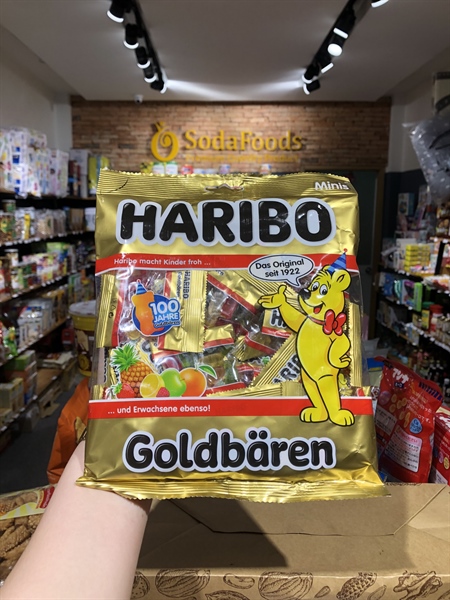 SodaFoods
Minis
HARIBO
Haribo macht Kinder froh ...
Das Original
seit 1922
100
JAHRE
... und Erwachsene ebenso!
Goldbären